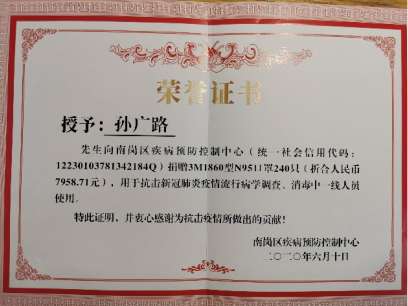 荣誉证书
授予：孙广路
先生向南岗区疾病预防控制中心（统一社会信用代码：
12230103781342184Q）捐赠3M1860型N95口罩240只（折合人民币
7958.71元），用于抗击新冠肺炎疫情流行病学调查、消毒中一线人员
使用。
特此证明，并衷心感谢为抗击疫情所做出的贡献！
南岗区疾病预防控制中心
二〇二〇年六月十日